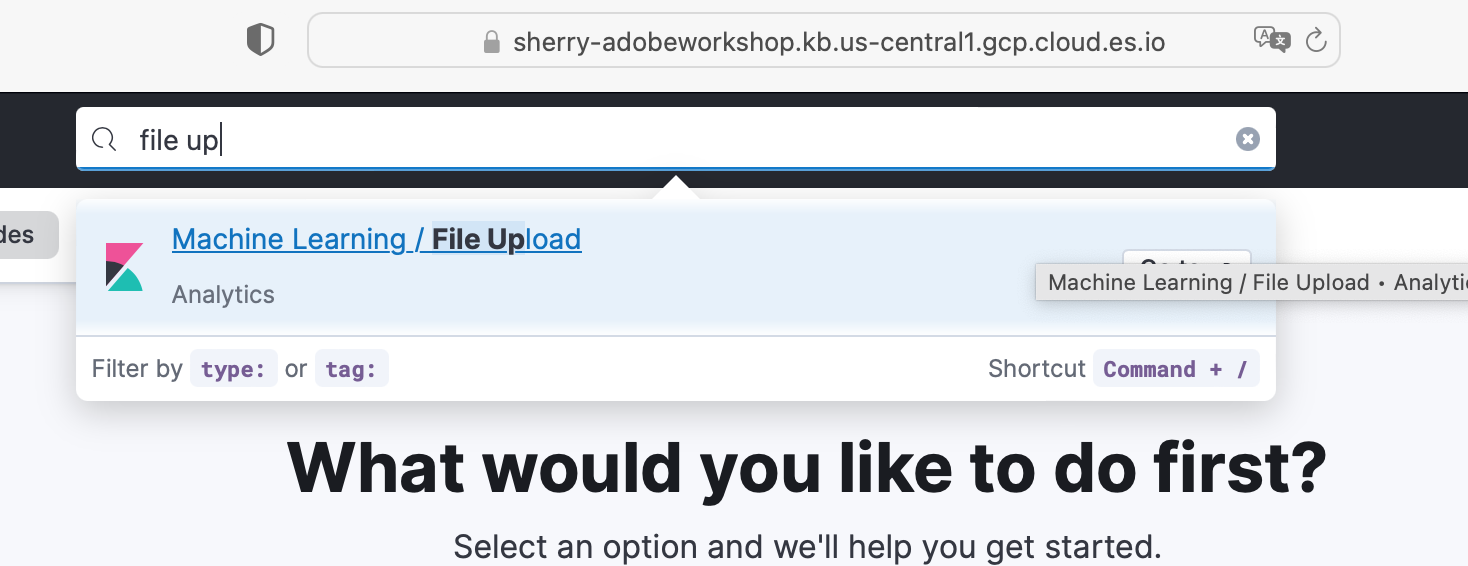 sherry-adobeworkshop.kb.us-central1.gcp.cloud.es.io
file up
des
Machine Learning / File Upload
Analytics
Machine Learning / File Upload • Analytic
Filter by type: or tag:
Shortcut Command + /
What would you like to do first?
Select an option and we'll help you get started.